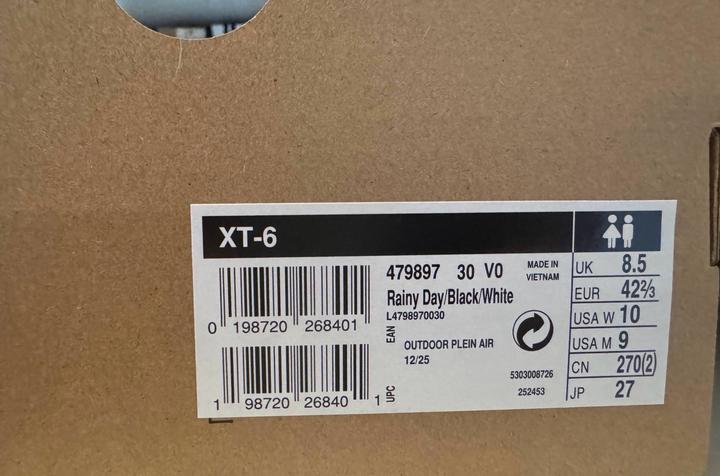 XT-6
479897 30 V0
MADE IN
VIETNAM
Rainy Day/Black/White
L4798970030
0 198720 268401
EAN
OUTDOOR PLEIN AIR
12/25
5303008726
252453
1 98720 26840 1
UPC
UK 8.5
EUR 42⅔
USA W 10
USA M 9
CN 270(2)
JP 27